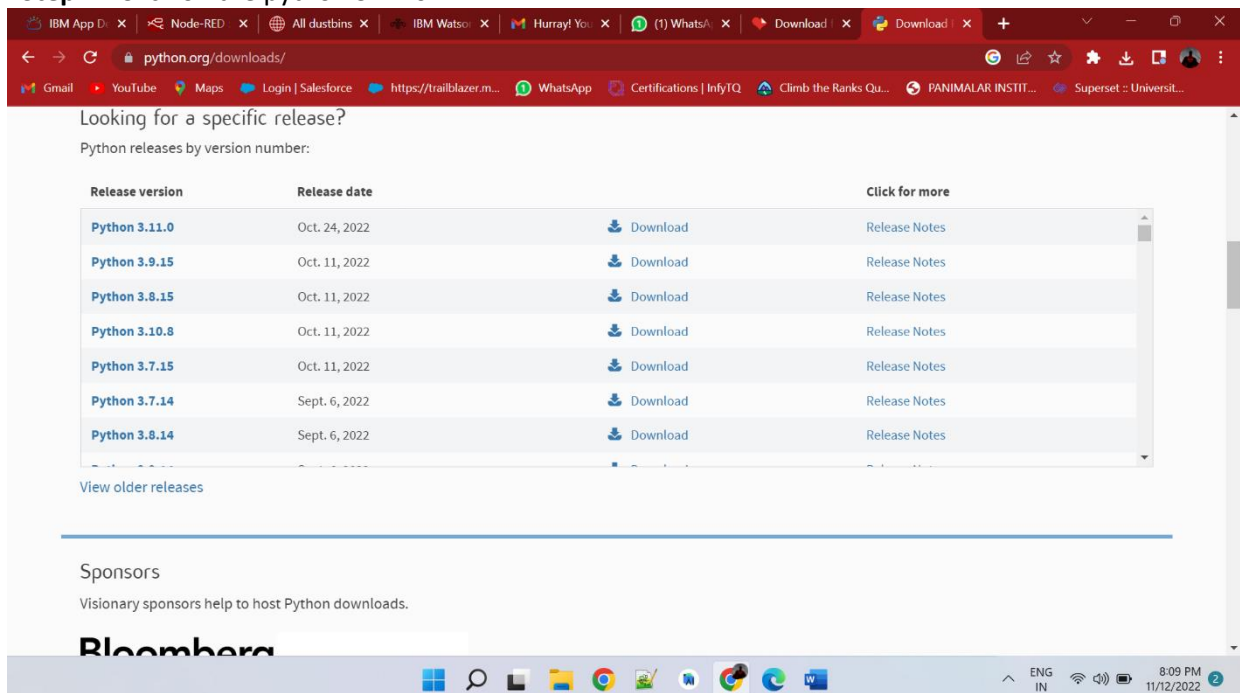 IBM App De
Node-RED
All dustbins
IBM Watson
Hurray! You
(1) WhatsA
Download
Download
python.org/downloads/
Gmail
YouTube
Maps
Login | Salesforce
https://trailblazer.m...
WhatsApp
Certifications | InfyTQ
Climb the Ranks Qu...
PANIMALAR INSTIT...
Superset :: Universit...
Looking for a specific release?
Python releases by version number:
Release version Release date Click for more
Python 3.11.0 Oct. 24, 2022 Download Release Notes
Python 3.9.15 Oct. 11, 2022 Download Release Notes
Python 3.8.15 Oct. 11, 2022 Download Release Notes
Python 3.10.8 Oct. 11, 2022 Download Release Notes
Python 3.7.15 Oct. 11, 2022 Download Release Notes
Python 3.7.14 Sept. 6, 2022 Download Release Notes
Python 3.8.14 Sept. 6, 2022 Download Release Notes
View older releases
Sponsors
Visionary sponsors help to host Python downloads.
Bloomberg
ENG
IN
8:09 PM
11/12/2022
2